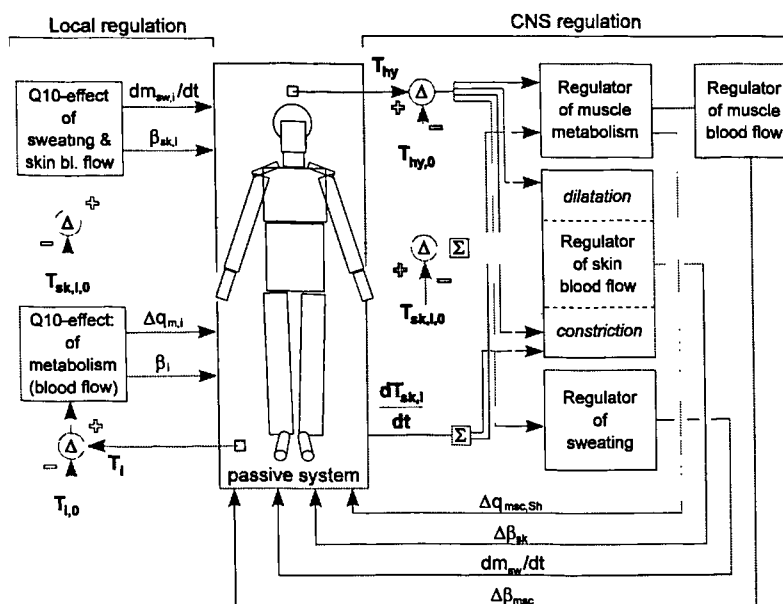 Local regulation
CNS regulation
Q10-effect
of
sweating &
skin bl. flow
dm_sw,i/dt
β_sk,i
Δ
T_sk,i,0
Q10-effect:
of
metabolism
(blood flow)
Δq_m,i
β_i
Δ
T_i
T_i,0
passive system
T_hy
Δ
T_hy,0
Δ
Σ
T_sk,i,0
dT_sk,i
dt
Σ
Regulator
of muscle
metabolism
Regulator
of muscle
blood flow
dilatation
Regulator
of skin
blood flow
constriction
Regulator
of
sweating
Δq_msc,Sh
Δβ_sk
dm_sw/dt
Δβ_msc